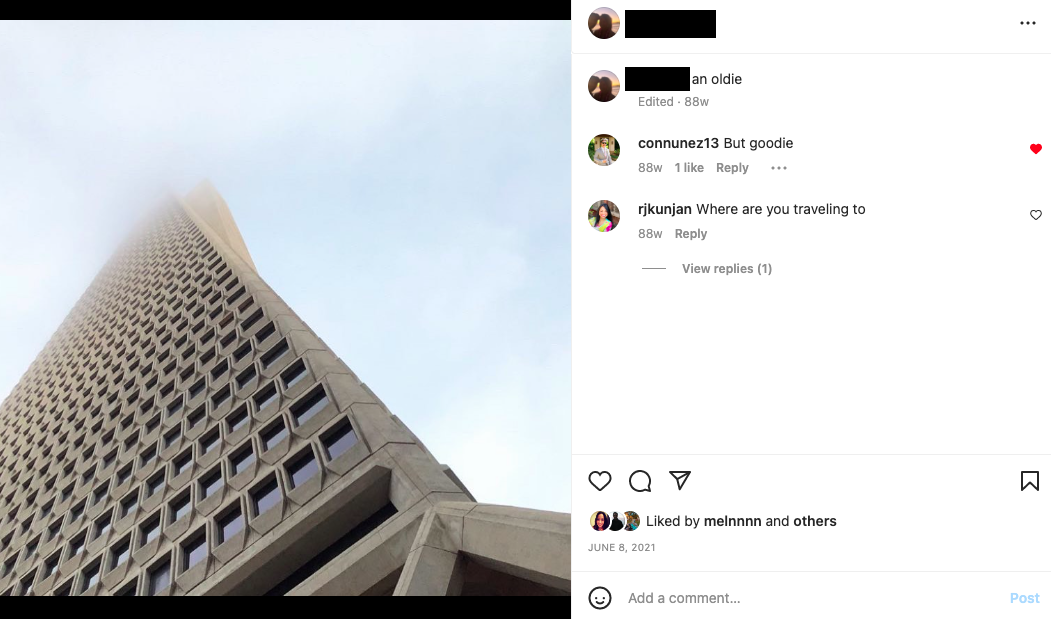 an oldie
Edited · 88w
connunez13 But goodie
88w 1 like Reply
rjkunjan Where are you traveling to
88w Reply
View replies (1)
Liked by melnnnn and others
JUNE 8, 2021
Add a comment...
Post